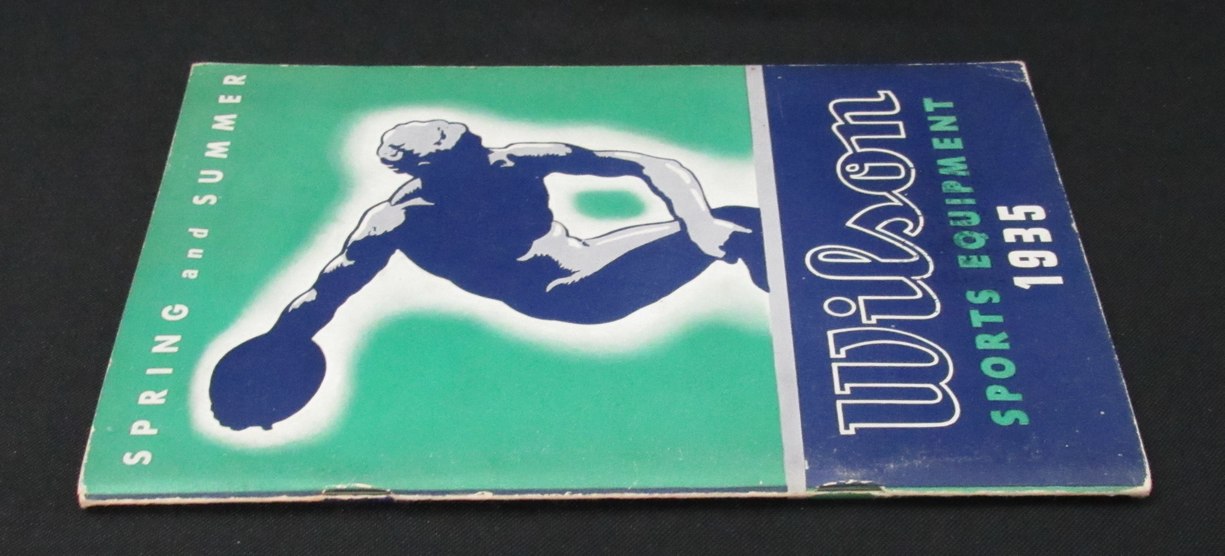 SPRING and SUMMER
Wilson
SPORTS EQUIPMENT
1935